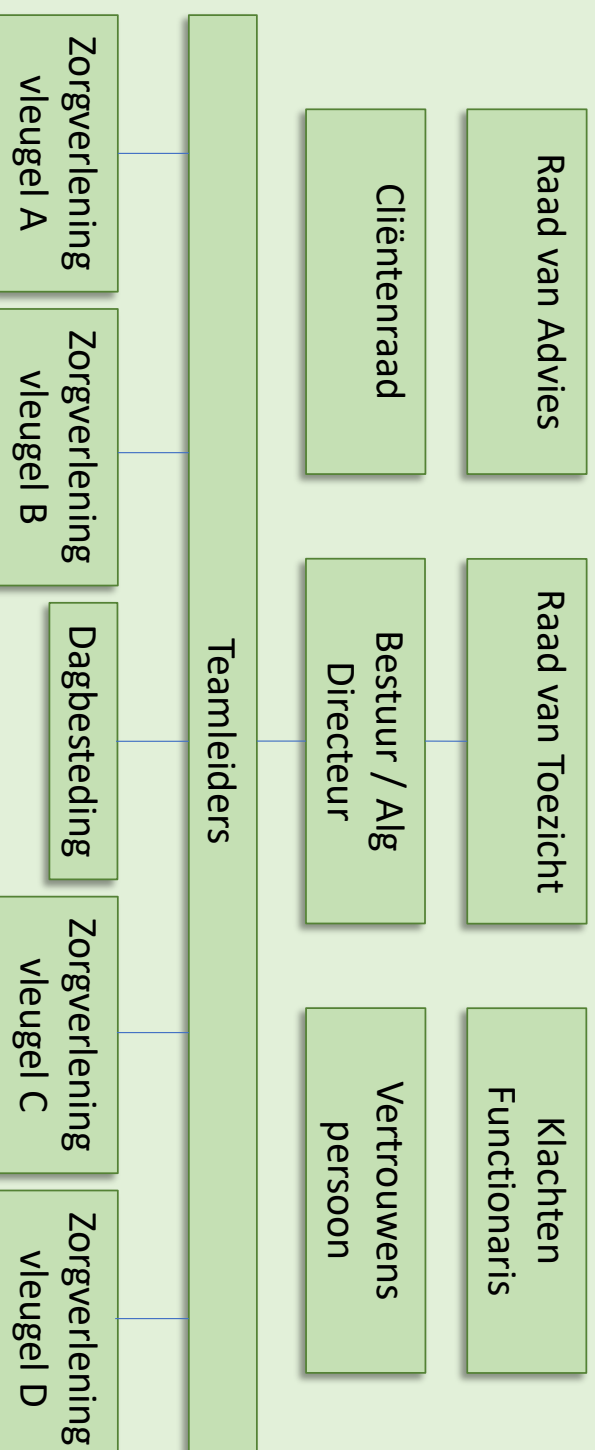 Raad van Advies
Raad van Toezicht
Klachten
Functionaris
Cliëntenraad
Bestuur / Alg
Directeur
Vertrouwens
persoon
Teamleiders
Zorgverlening
vleugel A
Zorgverlening
vleugel B
Dagbesteding
Zorgverlening
vleugel C
Zorgverlening
vleugel D